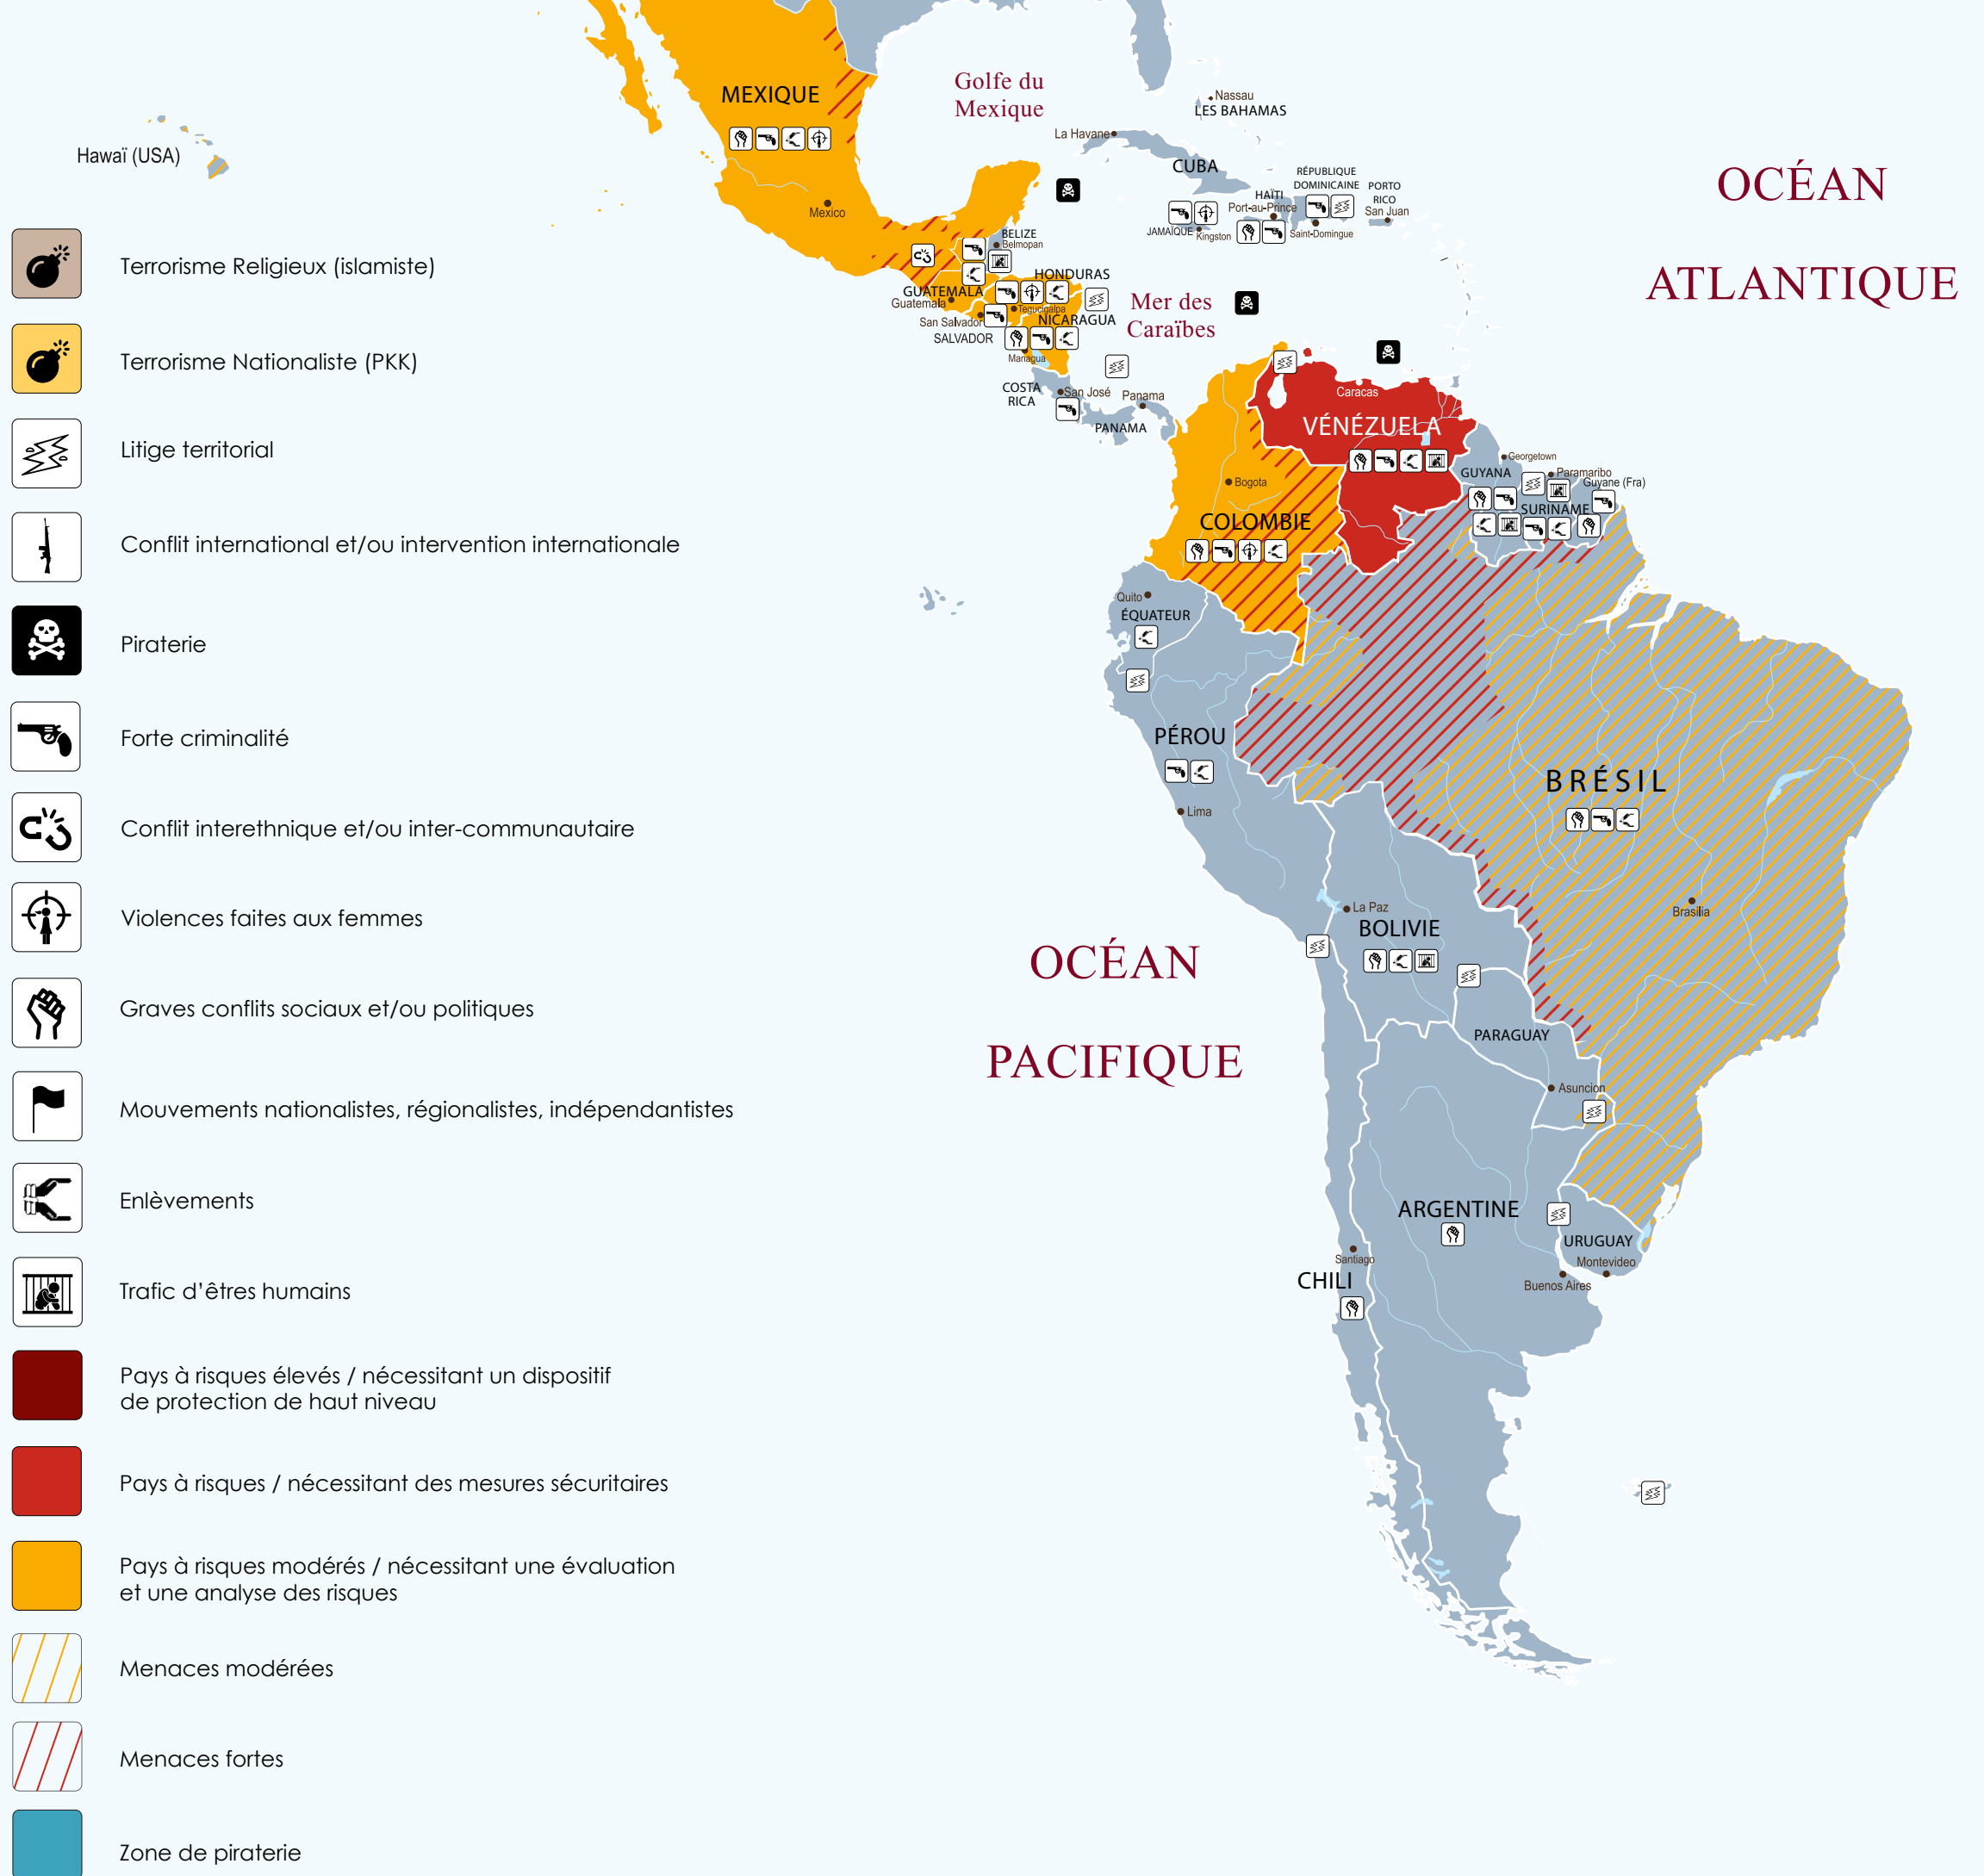 Golfe du
Mexique
MEXIQUE
Nassau
LES BAHAMAS
La Havane
Hawaï (USA)
CUBA
OCÉAN
ATLANTIQUE
RÉPUBLIQUE
DOMINICAINE
PORTO
RICO
San Juan
HAÏTI
Port-au-Prince
Saint-Domingue
JAMAÏQUE
Kingston
Mexico
BELIZE
Belmopan
HONDURAS
GUATEMALA
Guatemala
Tegucigalpa
San Salvador
NICARAGUA
SALVADOR
Managua
Mer des
Caraïbes
COSTA
RICA
San José
Panama
PANAMA
Caracas
VÉNÉZUELA
Georgetown
GUYANA
Paramaribo
Guyane (Fra)
SURINAME
Bogota
COLOMBIE
Quito
ÉQUATEUR
PÉROU
Lima
BRÉSIL
Brasilia
La Paz
BOLIVIE
OCÉAN
PACIFIQUE
PARAGUAY
Asuncion
ARGENTINE
URUGUAY
Montevideo
Buenos Aires
Santiago
CHILI
Terrorisme Religieux (islamiste)
Terrorisme Nationaliste (PKK)
Litige territorial
Conflit international et/ou intervention internationale
Piraterie
Forte criminalité
Conflit interethnique et/ou inter-communautaire
Violences faites aux femmes
Graves conflits sociaux et/ou politiques
Mouvements nationalistes, régionalistes, indépendantistes
Enlèvements
Trafic d'êtres humains
Pays à risques élevés / nécessitant un dispositif
de protection de haut niveau
Pays à risques / nécessitant des mesures sécuritaires
Pays à risques modérés / nécessitant une évaluation
et une analyse des risques
Menaces modérées
Menaces fortes
Zone de piraterie